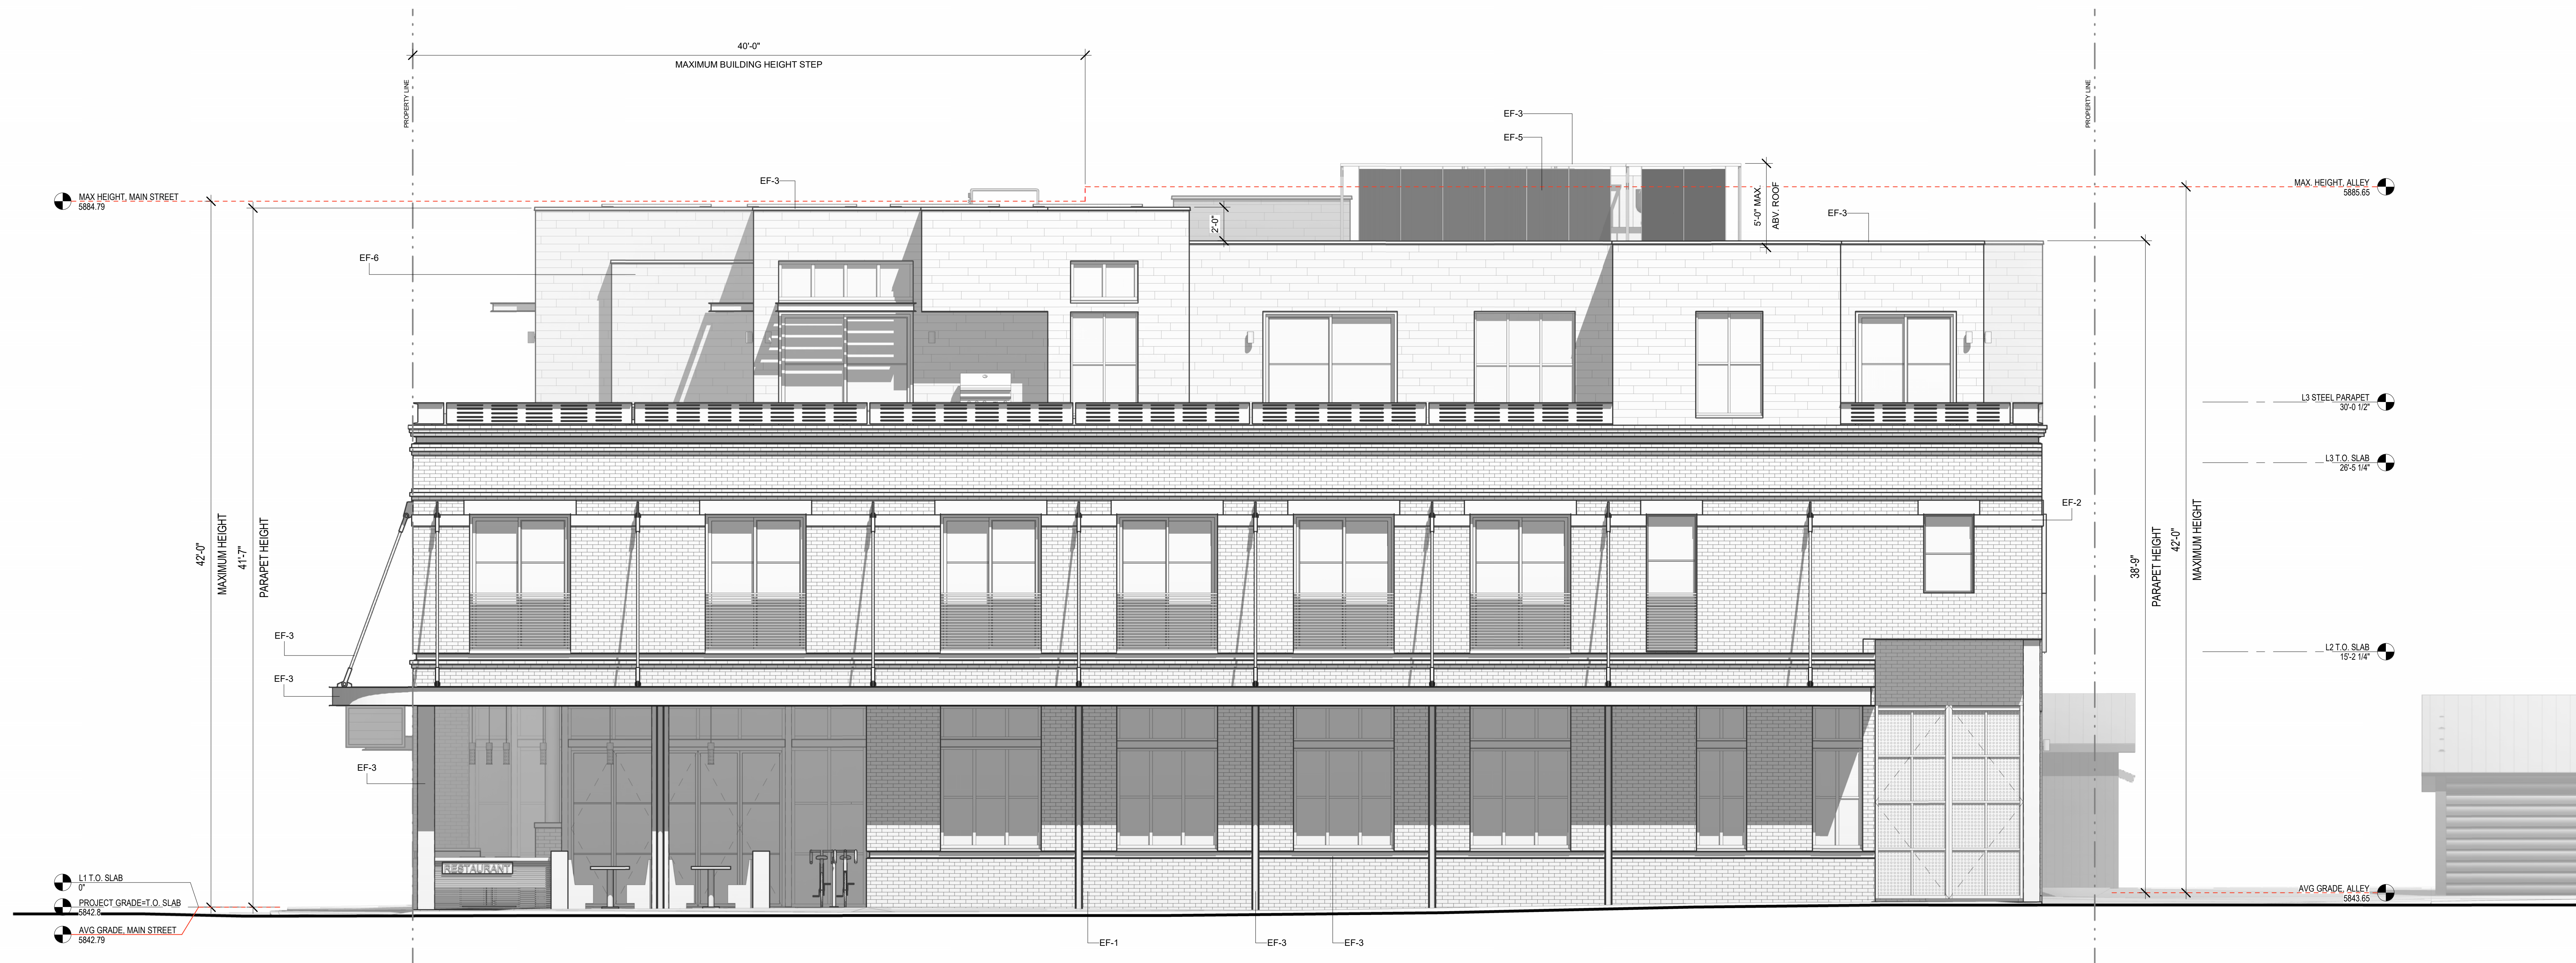 40'-0"
MAXIMUM BUILDING HEIGHT STEP
PROPERTY LINE
PROPERTY LINE
EF-3
EF-5
EF-3
MAX HEIGHT, MAIN STREET
5884.79
5'-0" MAX.
ABV. ROOF
MAX. HEIGHT, ALLEY
5885.65
2'-0"
EF-3
EF-6
L3 STEEL PARAPET
30'-0 1/2"
L3 T.O. SLAB
26'-5 1/4"
EF-2
42'-0"
MAXIMUM HEIGHT
41'-7"
PARAPET HEIGHT
38'-9"
PARAPET HEIGHT
42'-0"
MAXIMUM HEIGHT
EF-3
L2 T.O. SLAB
15'-2 1/4"
EF-3
EF-3
RESTAURANT
L1 T.O. SLAB
0"
PROJECT GRADE=T.O. SLAB
5842.8
AVG GRADE, MAIN STREET
5842.79
AVG GRADE, ALLEY
5843.65
EF-1
EF-3
EF-3